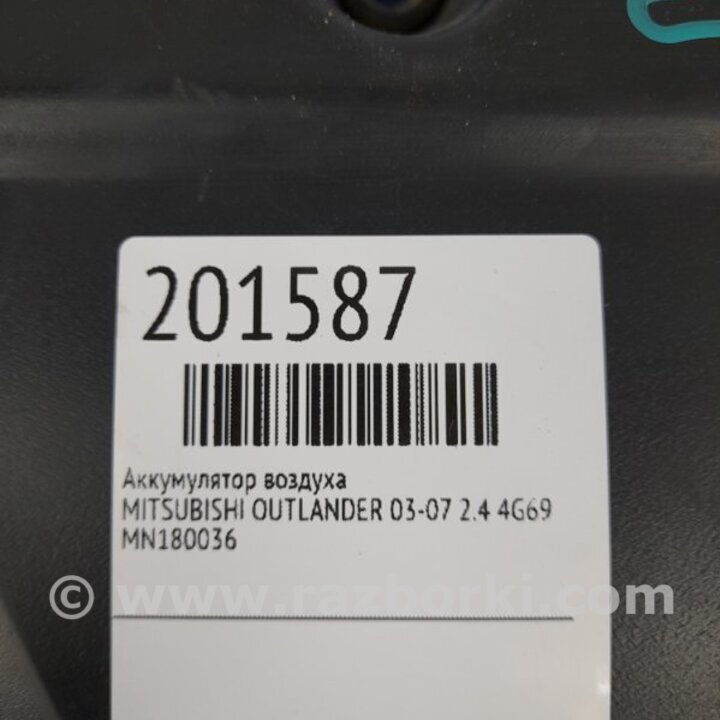 201587
Аккумулятор воздуха
MITSUBISHI OUTLANDER 03-07 2.4 4G69
MN180036
© www.razborki.com